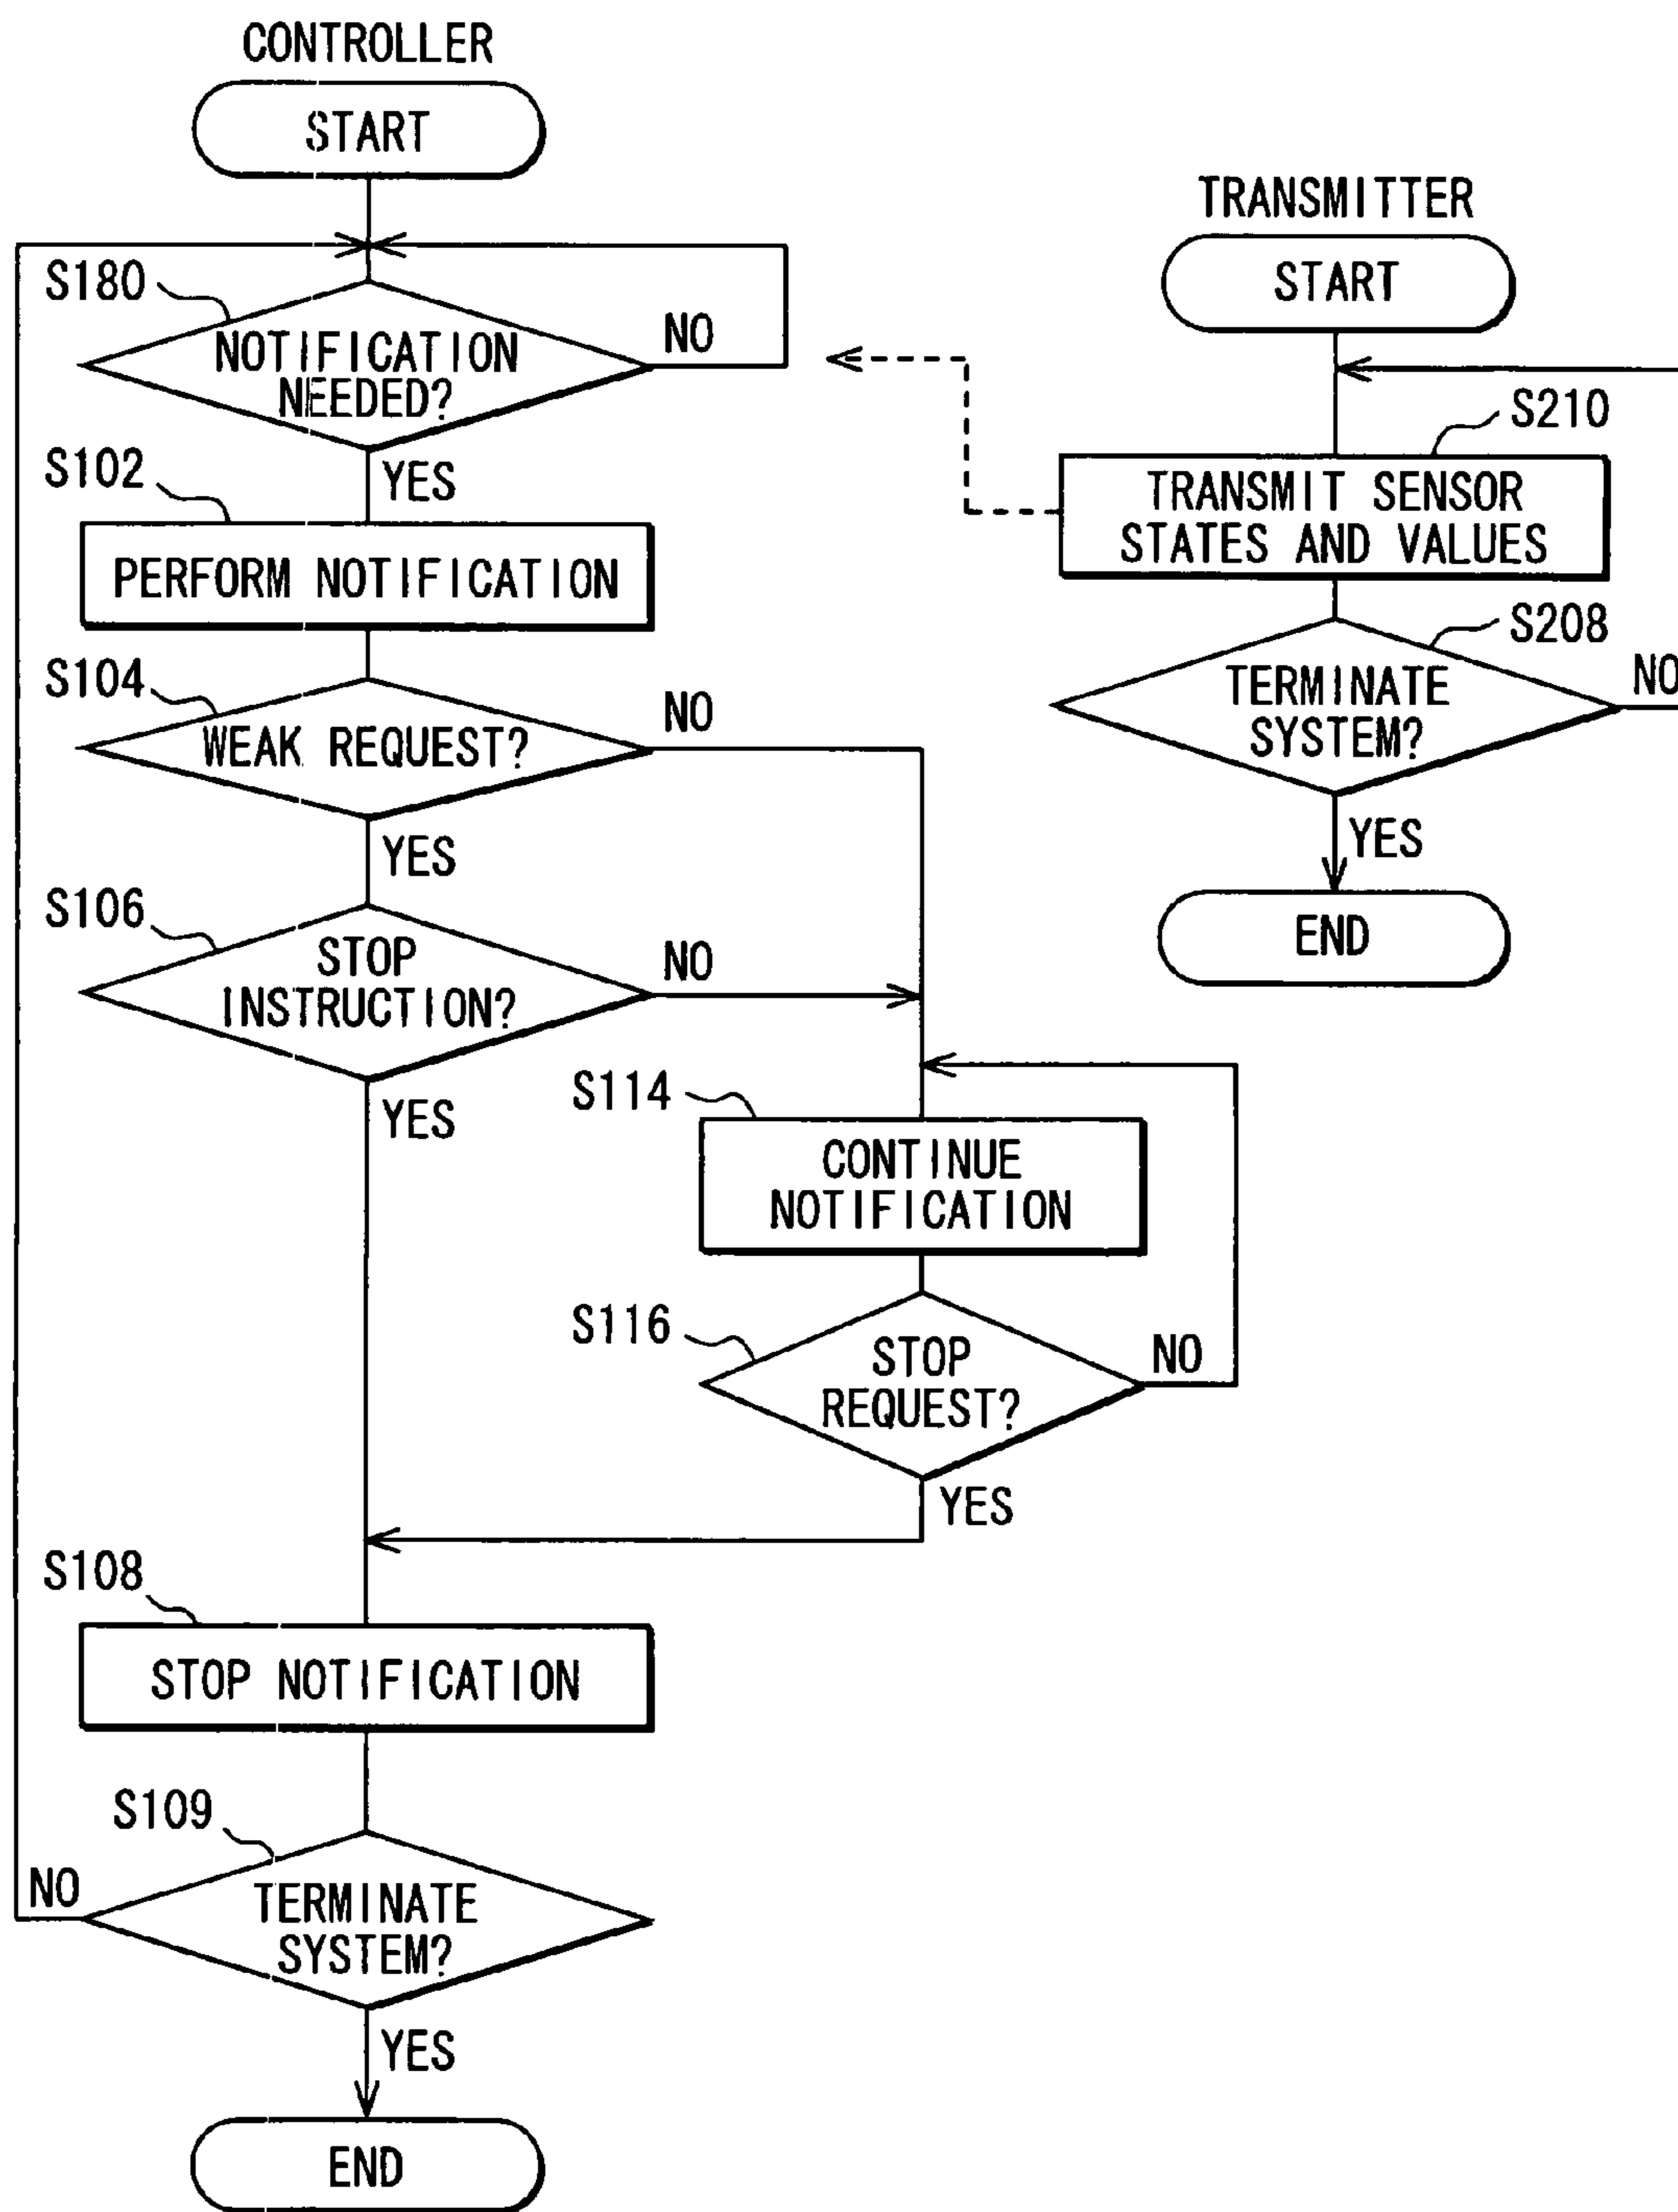 CONTROLLER
START
S180
NOTIFICATION
NEEDED?
NO
YES
S102
PERFORM NOTIFICATION
S104
WEAK REQUEST?
NO
YES
S106
STOP
INSTRUCTION?
NO
YES
S114
CONTINUE
NOTIFICATION
S116
STOP
REQUEST?
NO
YES
S108
STOP NOTIFICATION
S109
TERMINATE
SYSTEM?
NO
YES
END
TRANSMITTER
START
S210
TRANSMIT SENSOR
STATES AND VALUES
S208
TERMINATE
SYSTEM?
NO
YES
END